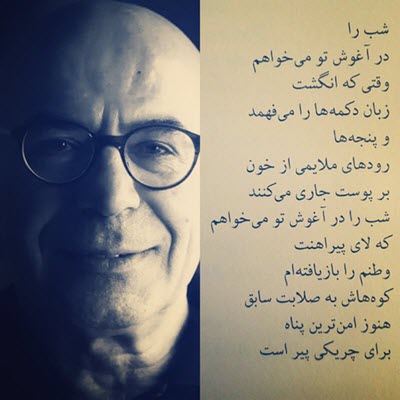 شب را
در آغوش تو می‌خواهم
وقتی که انگشت
زبان دکمه‌ها را می‌فهمد
و پنجه‌ها
رودهای ملایمی از خون
بر پوست جاری می‌کنند
شب را در آغوش تو می‌خواهم
که لای پیراهنت
وطنم را بازیافته‌ام
کوه‌هاش به صلابت سابق
هنوز امن‌ترین پناه
برای چریکی پیر است